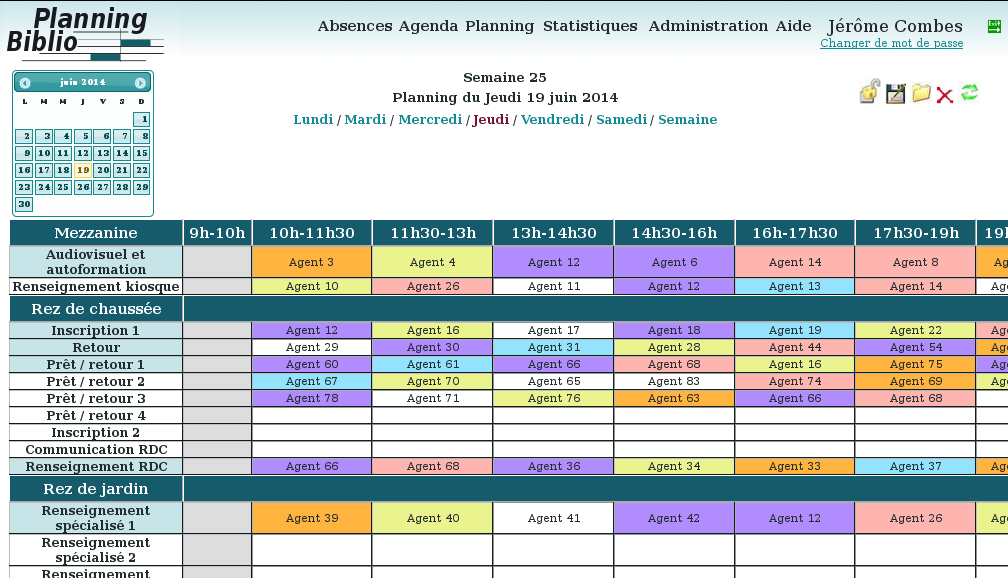 Planning
Biblio
Absences Agenda Planning Statistiques Administration Aide Jérôme Combes
Changer de mot de passe
juin 2014
L M M J V S D
1
2 3 4 5 6 7 8
9 10 11 12 13 14 15
16 17 18 19 20 21 22
23 24 25 26 27 28 29
30
Semaine 25
Planning du Jeudi 19 juin 2014
Lundi / Mardi / Mercredi / Jeudi / Vendredi / Samedi / Semaine
Mezzanine 9h-10h 10h-11h30 11h30-13h 13h-14h30 14h30-16h 16h-17h30 17h30-19h 19h
Audiovisuel et autoformation Agent 3 Agent 4 Agent 12 Agent 6 Agent 14 Agent 8 Ag
Renseignement kiosque Agent 10 Agent 26 Agent 11 Agent 12 Agent 13 Agent 14 Age
Rez de chaussée
Inscription 1 Agent 12 Agent 16 Agent 17 Agent 18 Agent 19 Agent 22 Age
Retour Agent 29 Agent 30 Agent 31 Agent 28 Agent 44 Agent 54 Age
Prêt / retour 1 Agent 60 Agent 61 Agent 66 Agent 68 Agent 16 Agent 75 Age
Prêt / retour 2 Agent 67 Agent 70 Agent 65 Agent 83 Agent 74 Agent 69 Age
Prêt / retour 3 Agent 78 Agent 71 Agent 76 Agent 63 Agent 66 Agent 68
Prêt / retour 4
Inscription 2
Communication RDC
Renseignement RDC Agent 66 Agent 68 Agent 36 Agent 34 Agent 33 Agent 37 Age
Rez de jardin
Renseignement spécialisé 1 Agent 39 Agent 40 Agent 41 Agent 42 Agent 12 Agent 26 Age
Renseignement spécialisé 2
Renseignement